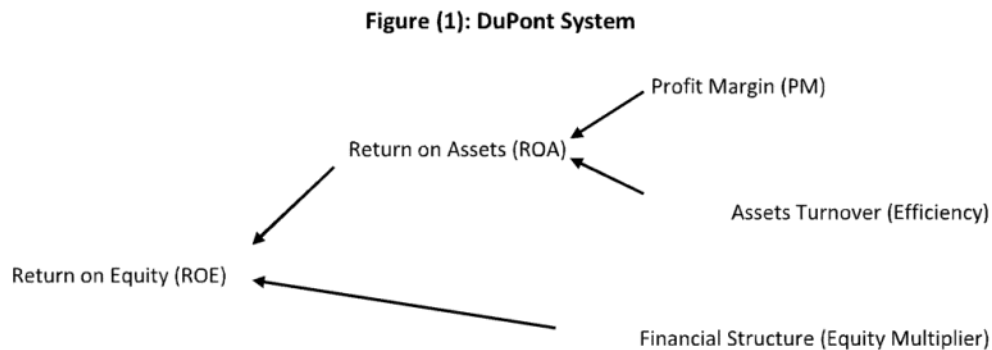 Figure (1): DuPont System
Profit Margin (PM)
Return on Assets (ROA)
Assets Turnover (Efficiency)
Return on Equity (ROE)
Financial Structure (Equity Multiplier)